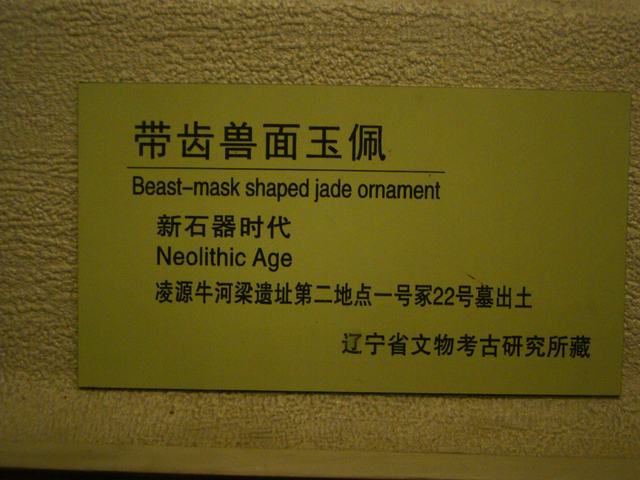 带齿兽面玉佩
Beast-mask shaped jade ornament
新石器时代
Neolithic Age
凌源牛河梁遗址第二地点一号冢22号墓出土
辽宁省文物考古研究所藏